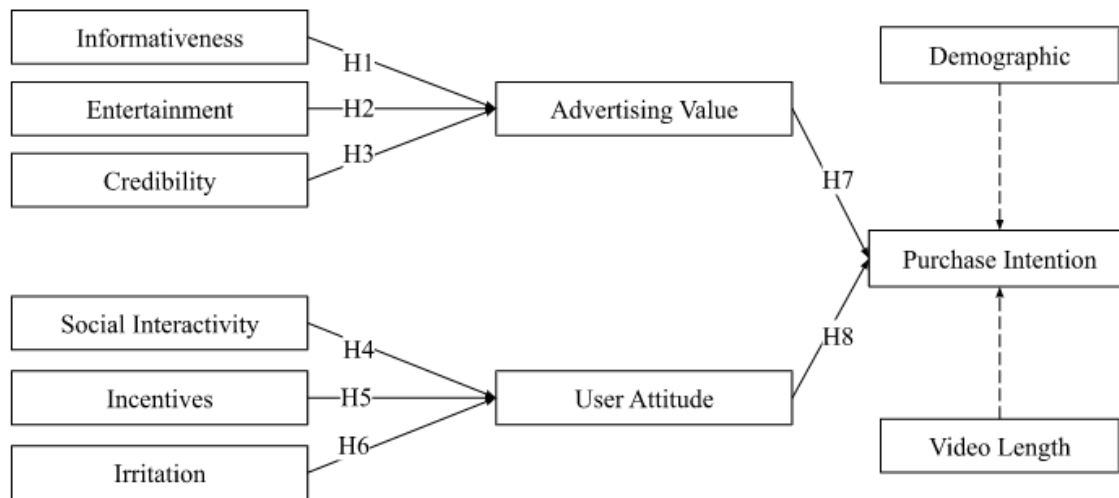 Informativeness
H1
Entertainment
H2
Credibility
H3
Advertising Value
Demographic
H7
Purchase Intention
Social Interactivity
H4
Incentives
H5
Irritation
H6
User Attitude
H8
Video Length